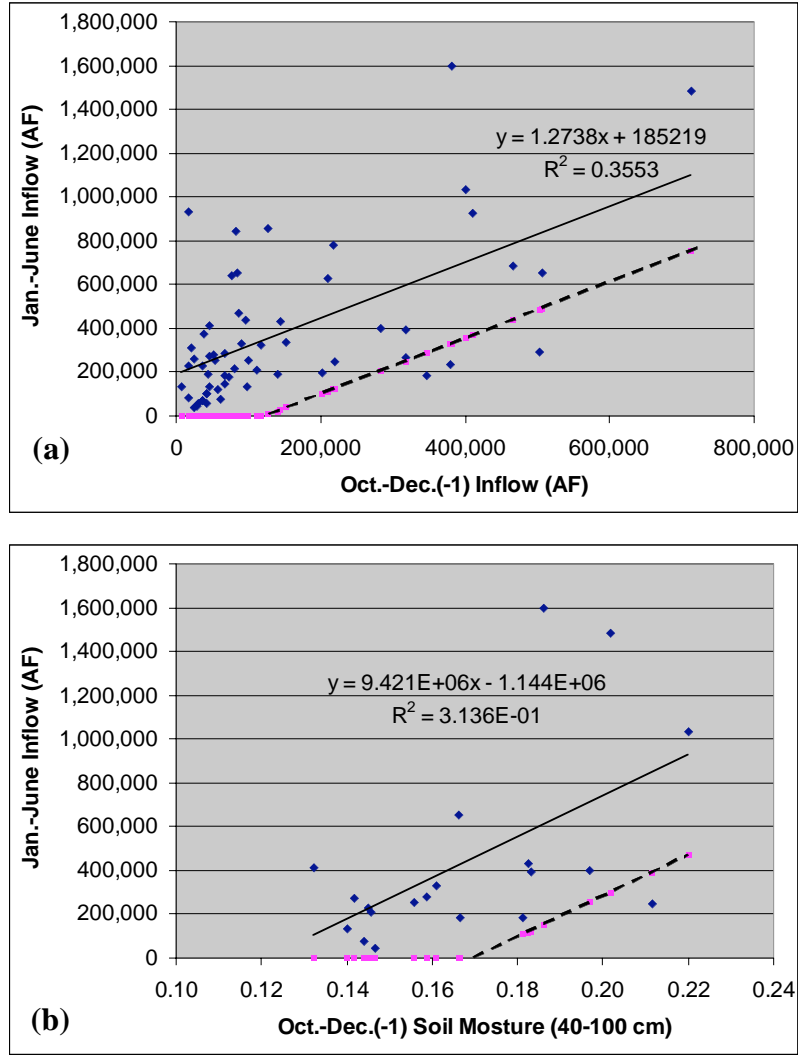 1,800,000
1,600,000
1,400,000
1,200,000
1,000,000
800,000
600,000
400,000
200,000
0
Jan.-June Inflow (AF)
y = 1.2738x + 185219
R² = 0.3553
0 200,000 400,000 600,000 800,000
(a)
Oct.-Dec.(-1) Inflow (AF)
1,800,000
1,600,000
1,400,000
1,200,000
1,000,000
800,000
600,000
400,000
200,000
0
Jan.-June Inflow (AF)
y = 9.421E+06x - 1.144E+06
R² = 3.136E-01
0.10 0.12 0.14 0.16 0.18 0.20 0.22 0.24
(b)
Oct.-Dec.(-1) Soil Mosture (40-100 cm)